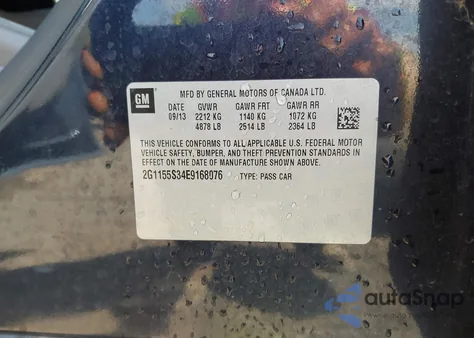 GM
MFD BY GENERAL MOTORS OF CANADA LTD.
DATE GVWR GAWR FRT GAWR RR
09/13 2212 KG 1140 KG 1072 KG
4878 LB 2514 LB 2364 LB
THIS VEHICLE CONFORMS TO ALL APPLICABLE U.S. FEDERAL MOTOR
VEHICLE SAFETY, BUMPER, AND THEFT PREVENTION STANDARDS IN
EFFECT ON THE DATE OF MANUFACTURE SHOWN ABOVE.
2G1155S34E9168976 TYPE: PASS CAR
autoSnap